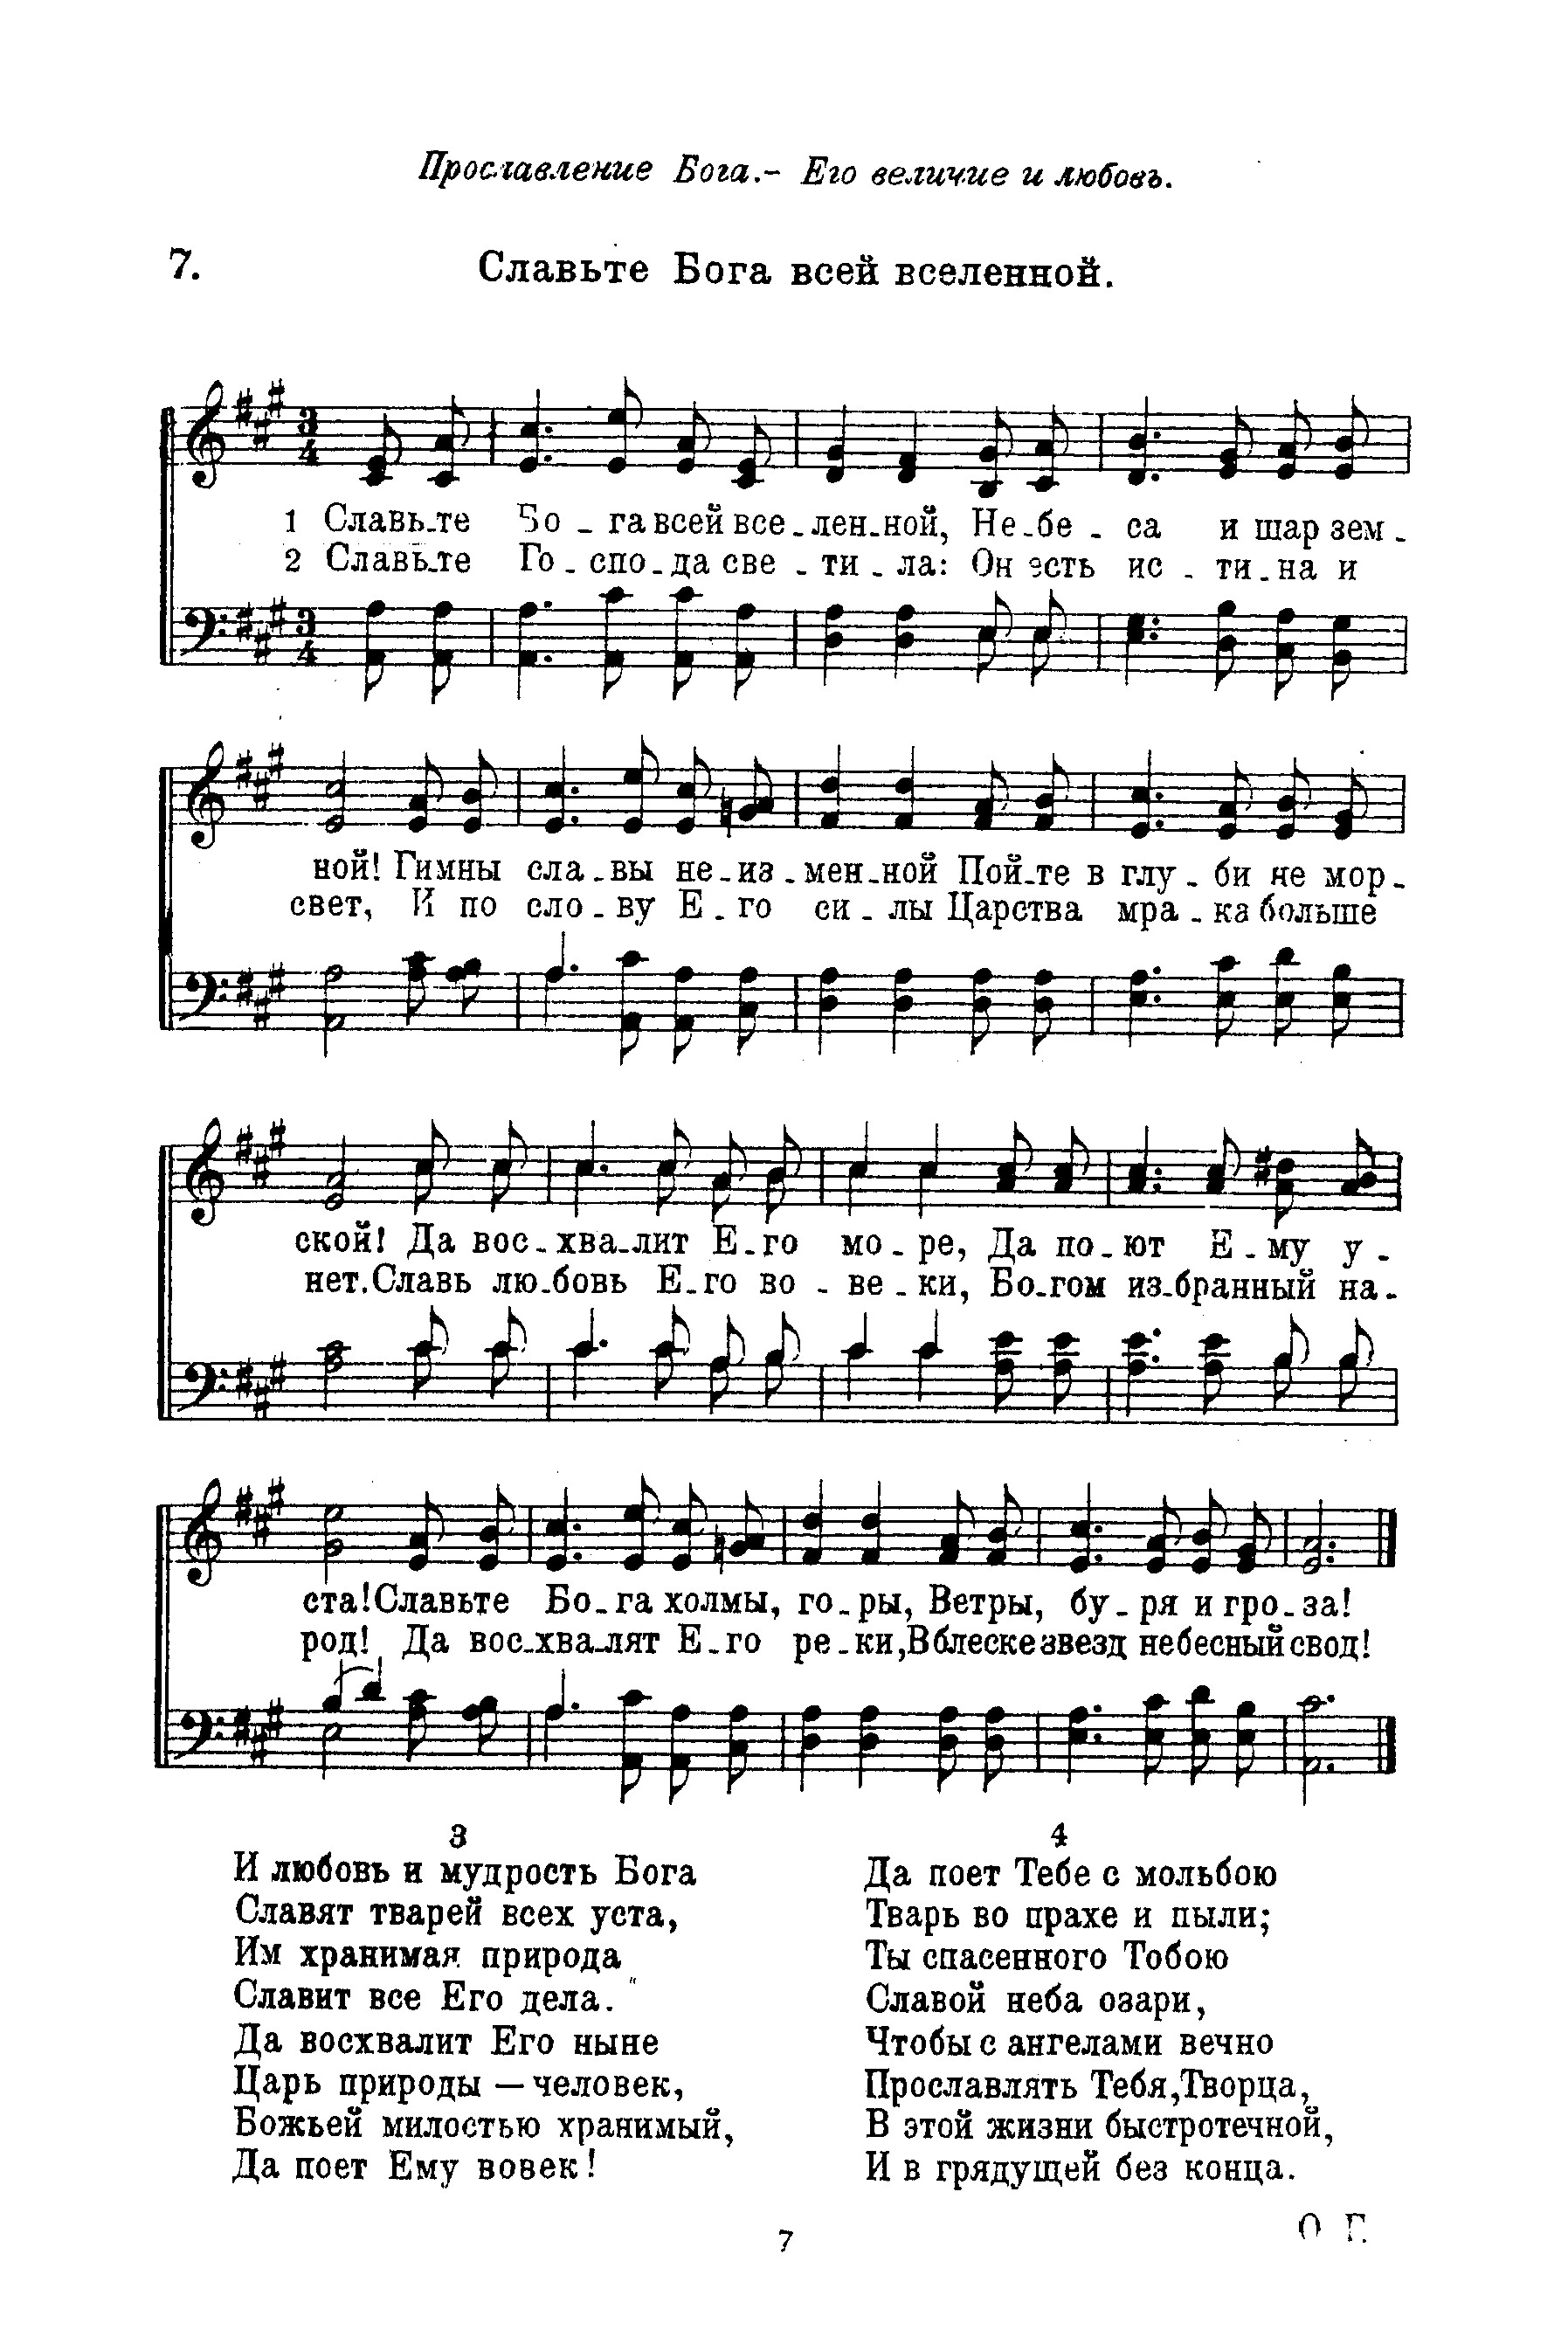 Прославление Бога.- Его величие и любовь.
7.
Славьте Бога всей вселенной.
1 Славь-те Бо - га всей все - лен-ной, Не-бе - са и шар зем -
2 Славь-те Го - спо-да све - ти - ла: Он есть ис - ти-на и
ной! Гимны сла-вы не-из - мен-ной Пой-те в глу - би не мор -
свет, И по сло - ву Е - го си - лы Царства мра - ка больше
ской! Да вос - хва-лит Е - го мо - ре, Да по - ют Е - му у -
нет. Славь лю-бовь Е - го во - ве - ки, Бо-гом из-бранный на -
ста! Славьте Бо-га холмы, го-ры, Ветры, бу-ря и гро-за!
род! Да вос-хва-лят Е-го ре-ки, В блеске звезд небесный свод!
3
И любовь и мудрость Бога
Славят тварей всех уста,
Им хранимая природа
Славит все Его дела.
Да восхвалит Его ныне
Царь природы — человек,
Божьей милостью хранимый,
Да поет Ему вовек!
4
Да поет Тебе с мольбою
Тварь во прахе и пыли;
Ты спасенного Тобою
Славой неба озари,
Чтобы с ангелами вечно
Прославлять Тебя, Творца,
В этой жизни быстротечной,
И в грядущей без конца.
О Г.
7